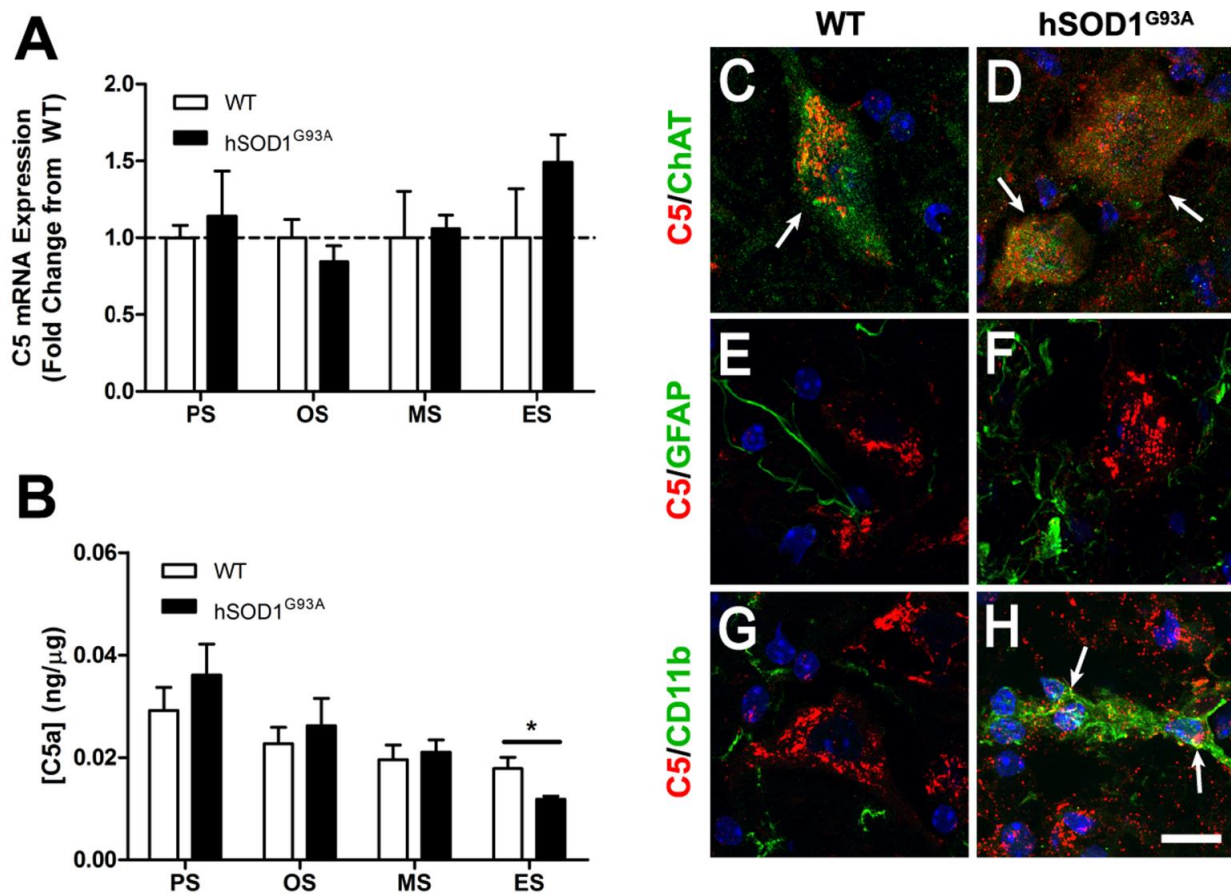 A
C5 mRNA Expression
(Fold Change from WT)
2.0
1.5
1.0
0.5
0.0
WT
hSOD1G93A
PS OS MS ES
B
[C5a] (ng/µg)
0.06
0.04
0.02
0.00
WT
hSOD1G93A
*
PS OS MS ES
WT hSOD1G93A
C5/ChAT
C D
C5/GFAP
E F
C5/CD11b
G H